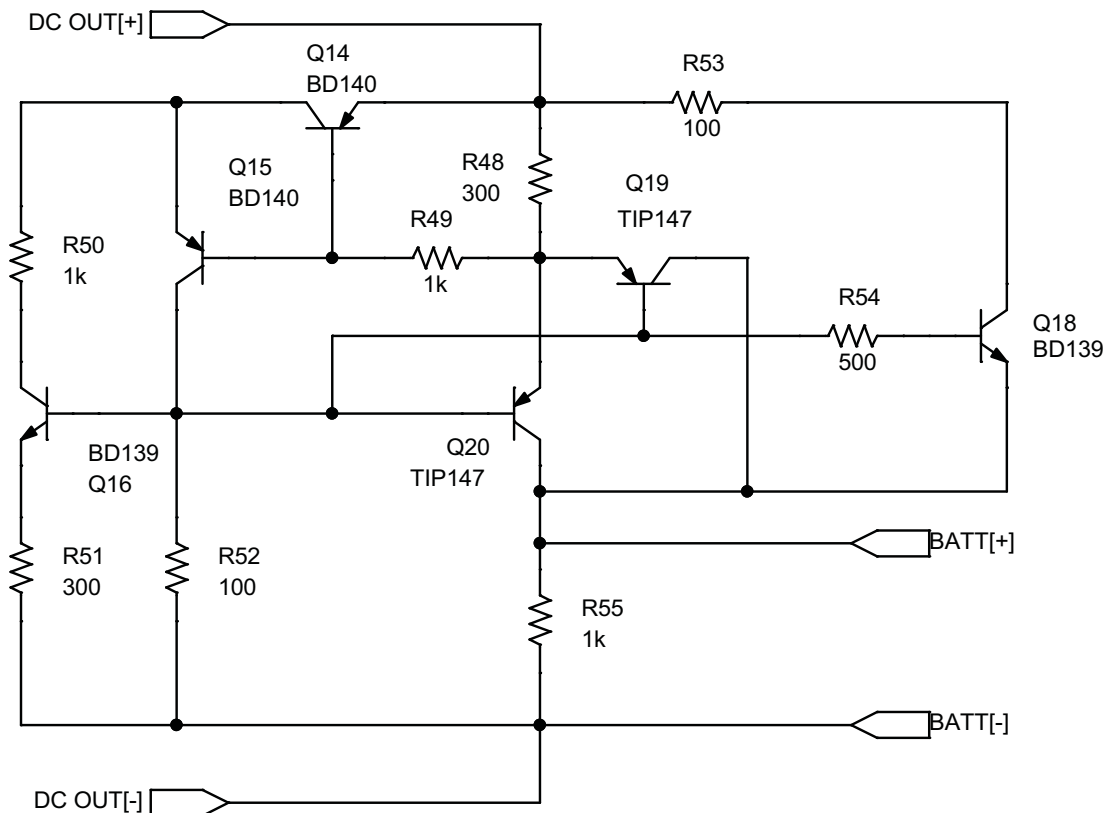 DC OUT[+]
Q14
BD140
R53
100
Q15
BD140
R48
300
Q19
TIP147
R49
1k
R50
1k
R54
500
Q18
BD139
BD139
Q16
Q20
TIP147
R51
300
R52
100
BATT[+]
R55
1k
BATT[-]
DC OUT[-]